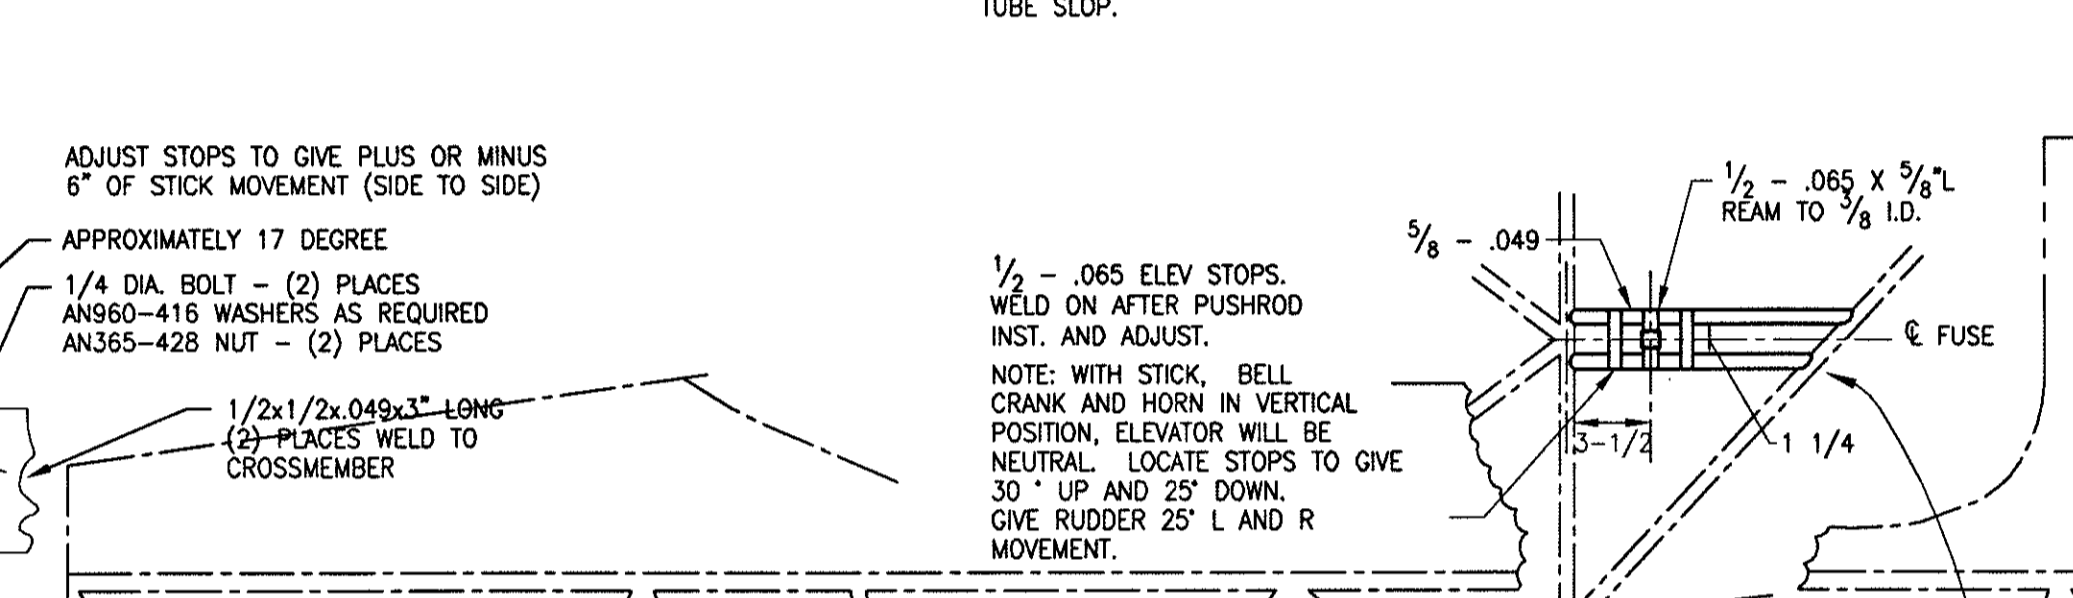 TUBE SLOP.
ADJUST STOPS TO GIVE PLUS OR MINUS
6" OF STICK MOVEMENT (SIDE TO SIDE)
APPROXIMATELY 17 DEGREE
1/4 DIA. BOLT - (2) PLACES
AN960-416 WASHERS AS REQUIRED
AN365-428 NUT - (2) PLACES
1/2x1/2x.049x3" LONG
(2) PLACES WELD TO
CROSSMEMBER
1/2 - .065 ELEV STOPS.
WELD ON AFTER PUSHROD
INST. AND ADJUST.
NOTE: WITH STICK, BELL
CRANK AND HORN IN VERTICAL
POSITION, ELEVATOR WILL BE
NEUTRAL. LOCATE STOPS TO GIVE
30 ° UP AND 25° DOWN.
GIVE RUDDER 25° L AND R
MOVEMENT.
5/8 - .049
1/2 - .065 X 5/8"L
REAM TO 3/8 I.D.
℄ FUSE
3-1/2
1 1/4